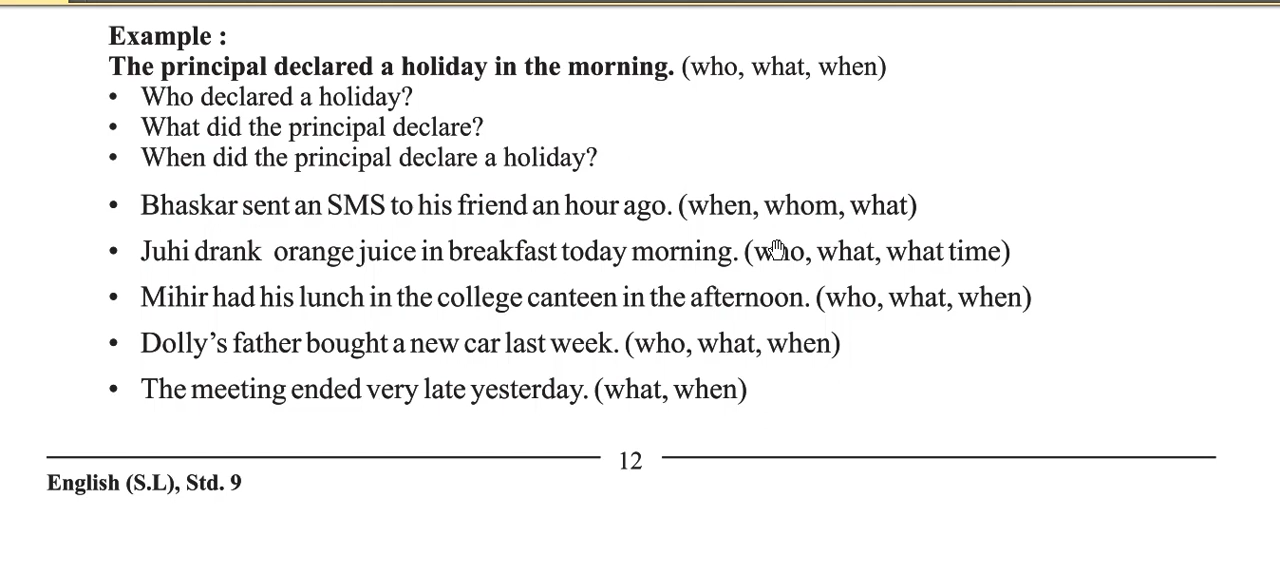 Example :
The principal declared a holiday in the morning. (who, what, when)
• Who declared a holiday?
• What did the principal declare?
• When did the principal declare a holiday?
• Bhaskar sent an SMS to his friend an hour ago. (when, whom, what)
• Juhi drank orange juice in breakfast today morning. (who, what, what time)
• Mihir had his lunch in the college canteen in the afternoon. (who, what, when)
• Dolly’s father bought a new car last week. (who, what, when)
• The meeting ended very late yesterday. (what, when)
12
English (S.L), Std. 9